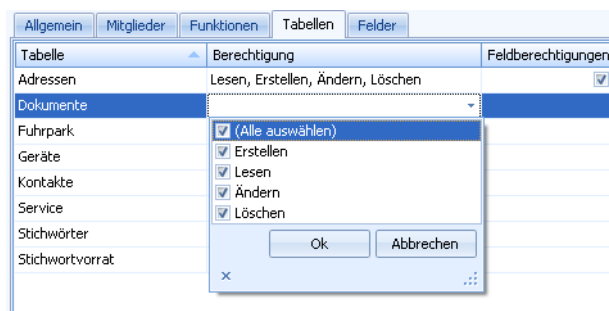 Allgemein Mitglieder Funktionen Tabellen Felder
Tabelle Berechtigung Feldberechtigungen
Adressen Lesen, Erstellen, Ändern, Löschen
Dokumente
(Alle auswählen)
Fuhrpark
Erstellen
Geräte
Lesen
Kontakte
Ändern
Service
Löschen
Stichwörter
Ok Abbrechen
Stichwortvorrat